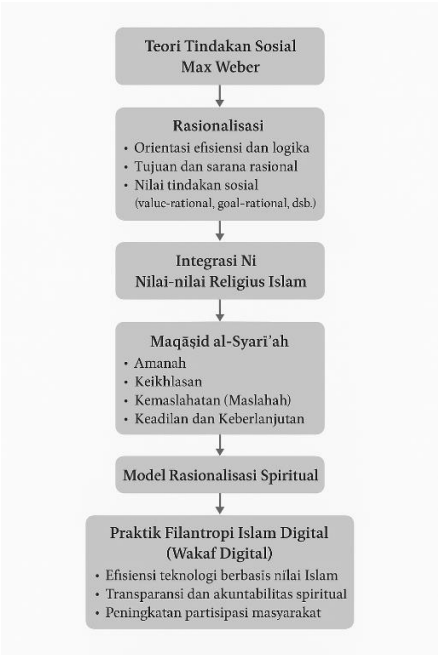 Teori Tindakan Sosial
Max Weber
Rasionalisasi
• Orientasi efisiensi dan logika
• Tujuan dan sarana rasional
• Nilai tindakan sosial
(value-rational, goal-rational, dsb.)
Integrasi Ni
Nilai-nilai Religius Islam
Maqāṣid al-Syarīʾah
• Amanah
• Keikhlasan
• Kemaslahatan (Maslahah)
• Keadilan dan Keberlanjutan
Model Rasionalisasi Spiritual
Praktik Filantropi Islam Digital
(Wakaf Digital)
• Efisiensi teknologi berbasis nilai Islam
• Transparansi dan akuntabilitas spiritual
• Peningkatan partisipasi masyarakat